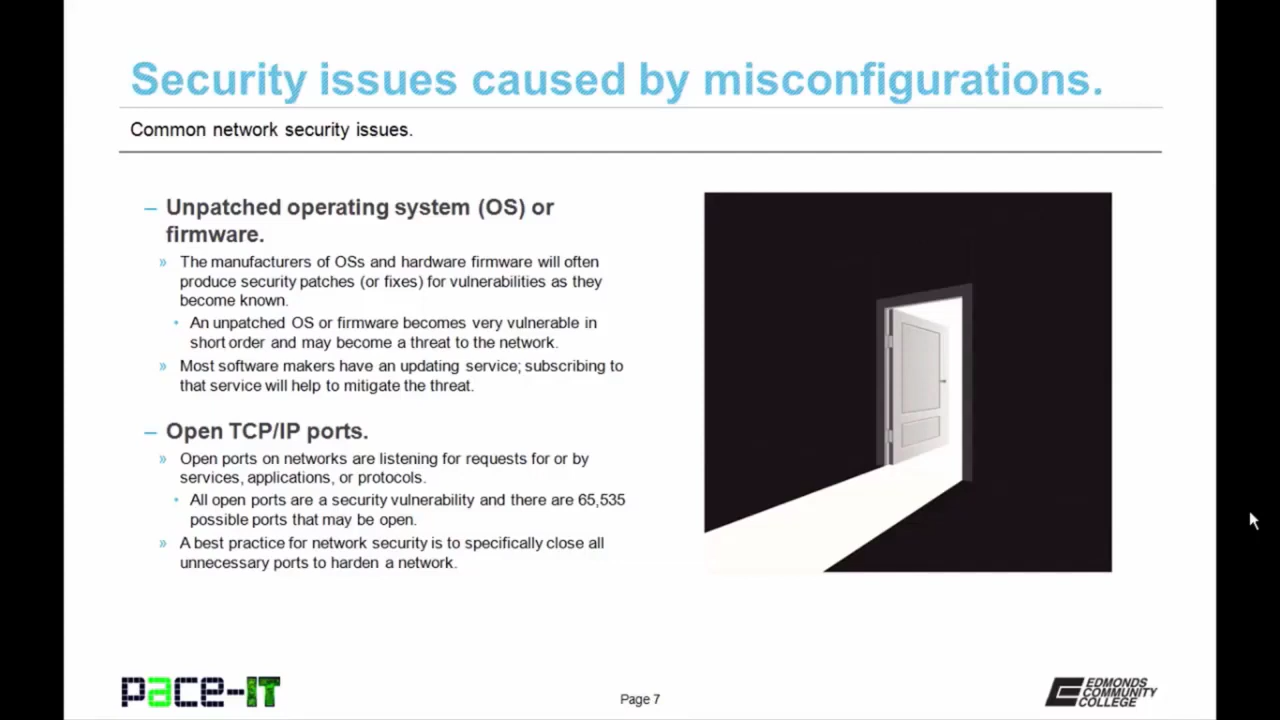 Security issues caused by misconfigurations.
Common network security issues.
– Unpatched operating system (OS) or
firmware.
» The manufacturers of OSs and hardware firmware will often
produce security patches (or fixes) for vulnerabilities as they
become known.
• An unpatched OS or firmware becomes very vulnerable in
short order and may become a threat to the network.
» Most software makers have an updating service; subscribing to
that service will help to mitigate the threat.
– Open TCP/IP ports.
» Open ports on networks are listening for requests for or by
services, applications, or protocols.
• All open ports are a security vulnerability and there are 65,535
possible ports that may be open.
» A best practice for network security is to specifically close all
unnecessary ports to harden a network.
pace-IT
Page 7
EDMONDS
COMMUNITY
COLLEGE